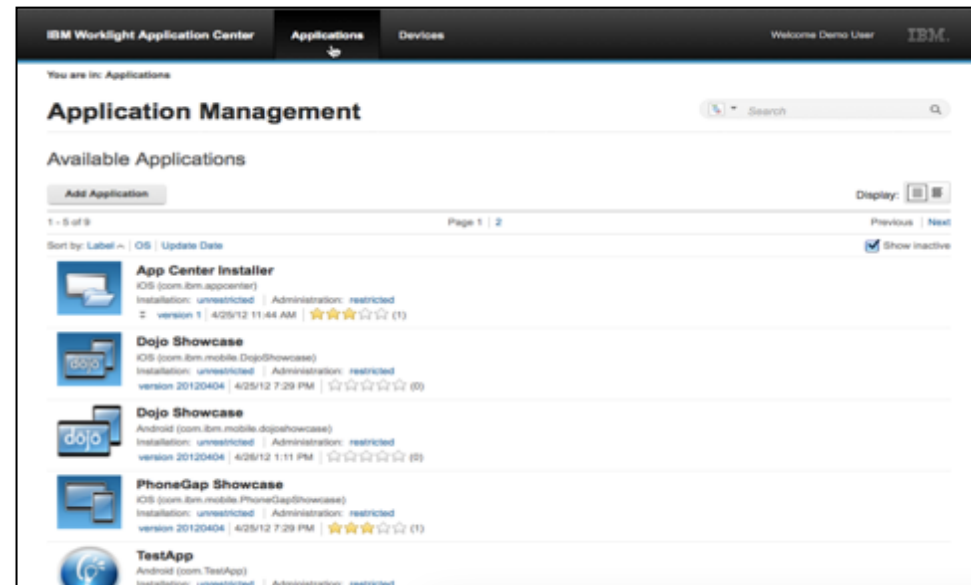 IBM Worklight Application Center Applications Devices Welcome Demo User IBM.
You are in: Applications
Application Management
Search
Available Applications
Add Application Display:
1 - 5 of 9 Page 1 | 2 Previous | Next
Sort by: Label | OS | Update Date Show inactive
App Center Installer
iOS (com.ibm.appcenter)
Installation: unrestricted | Administration: restricted
version 1 | 4/25/12 11:44 AM | (1)
Dojo Showcase
dojo
iOS (com.ibm.mobile.DojoShowcase)
Installation: unrestricted | Administration: restricted
version 20120404 | 4/25/12 7:29 PM | (0)
Dojo Showcase
dojo
Android (com.ibm.mobile.dojoshowcase)
Installation: unrestricted | Administration: restricted
version 20120404 | 4/26/12 1:11 PM | (0)
PhoneGap Showcase
iOS (com.ibm.mobile.PhoneGapShowcase)
Installation: unrestricted | Administration: restricted
version 20120404 | 4/25/12 7:29 PM | (1)
TestApp
Android (com.TestApp)
Installation: unrestricted | Administration: restricted